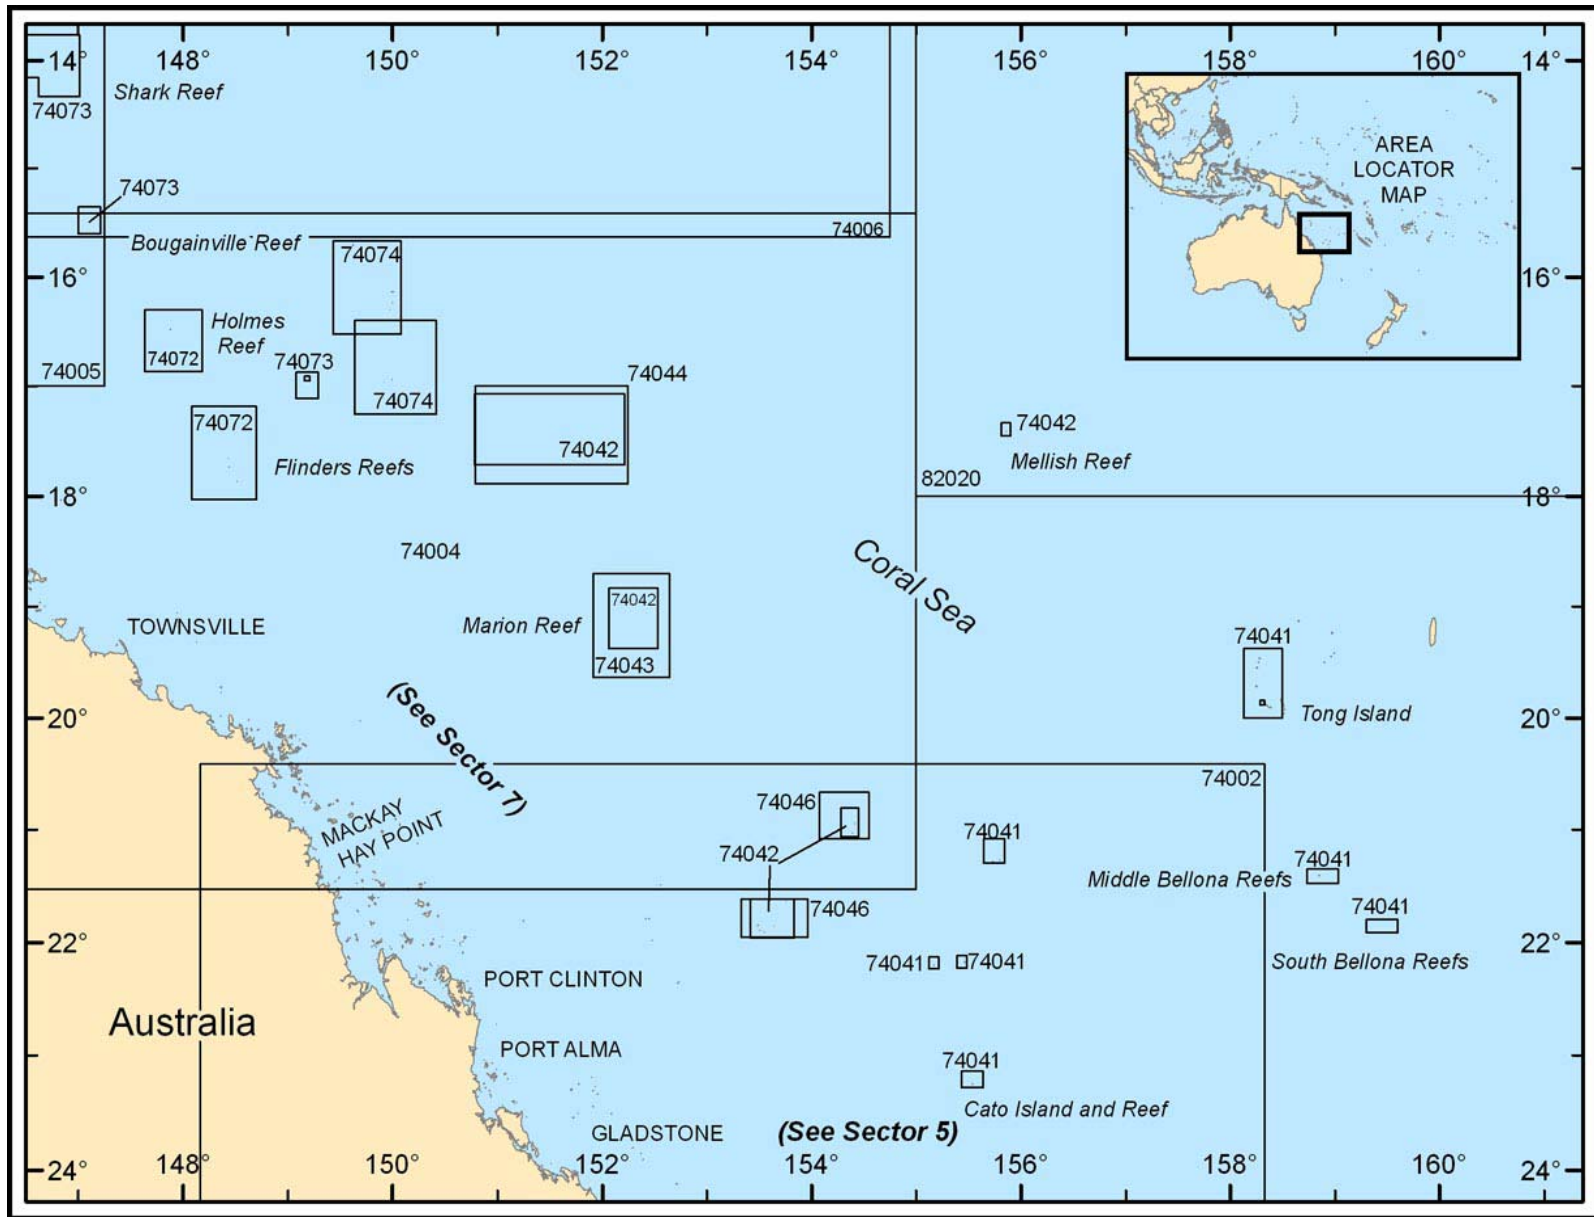 148°
150°
152°
154°
156°
158°
160°
14°
14°
Shark Reef
74073
AREA
LOCATOR
MAP
74073
74006
Bougainville Reef
74074
16°
16°
Holmes
Reef
74072
74073
74005
74044
74074
74072
74042
74042
Mellish Reef
Flinders Reefs
82020
18°
18°
74004
Coral Sea
74042
Marion Reef
TOWNSVILLE
74043
74041
Tong Island
(See Sector 7)
20°
20°
74002
74046
MACKAY
HAY POINT
74041
74042
74041
Middle Bellona Reefs
74046
74041
22°
22°
74041
74041
South Bellona Reefs
PORT CLINTON
Australia
PORT ALMA
74041
Cato Island and Reef
GLADSTONE
(See Sector 5)
24°
148°
150°
152°
154°
156°
158°
160°
24°